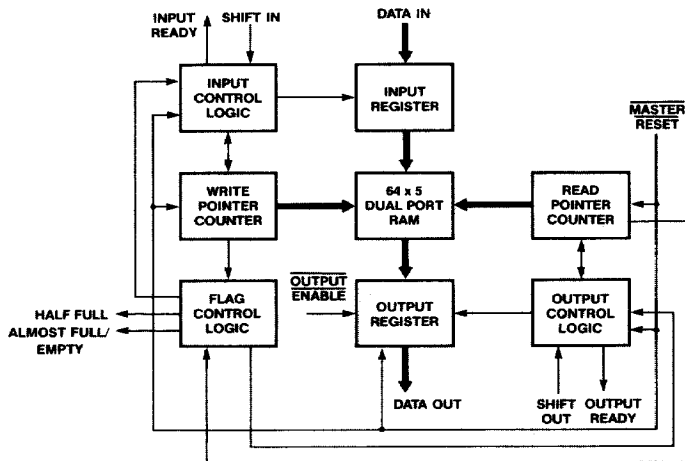 INPUT
READY
SHIFT IN
DATA IN
INPUT
CONTROL
LOGIC
INPUT
REGISTER
MASTER
RESET
WRITE
POINTER
COUNTER
64 x 5
DUAL PORT
RAM
READ
POINTER
COUNTER
FLAG
CONTROL
LOGIC
OUTPUT
ENABLE
OUTPUT
REGISTER
OUTPUT
CONTROL
LOGIC
HALF FULL
ALMOST FULL/
EMPTY
DATA OUT
SHIFT
OUT
OUTPUT
READY